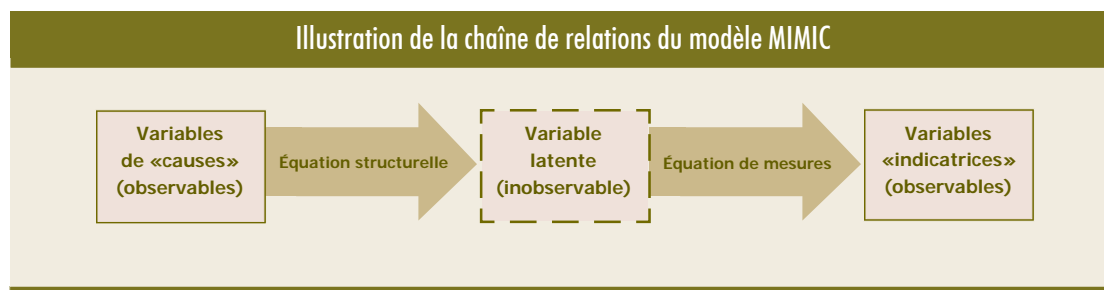 Illustration de la chaîne de relations du modèle MIMIC
Variables
de «causes»
(observables)
Équation structurelle
Variable
latente
(inobservable)
Équation de mesures
Variables
«indicatrices»
(observables)